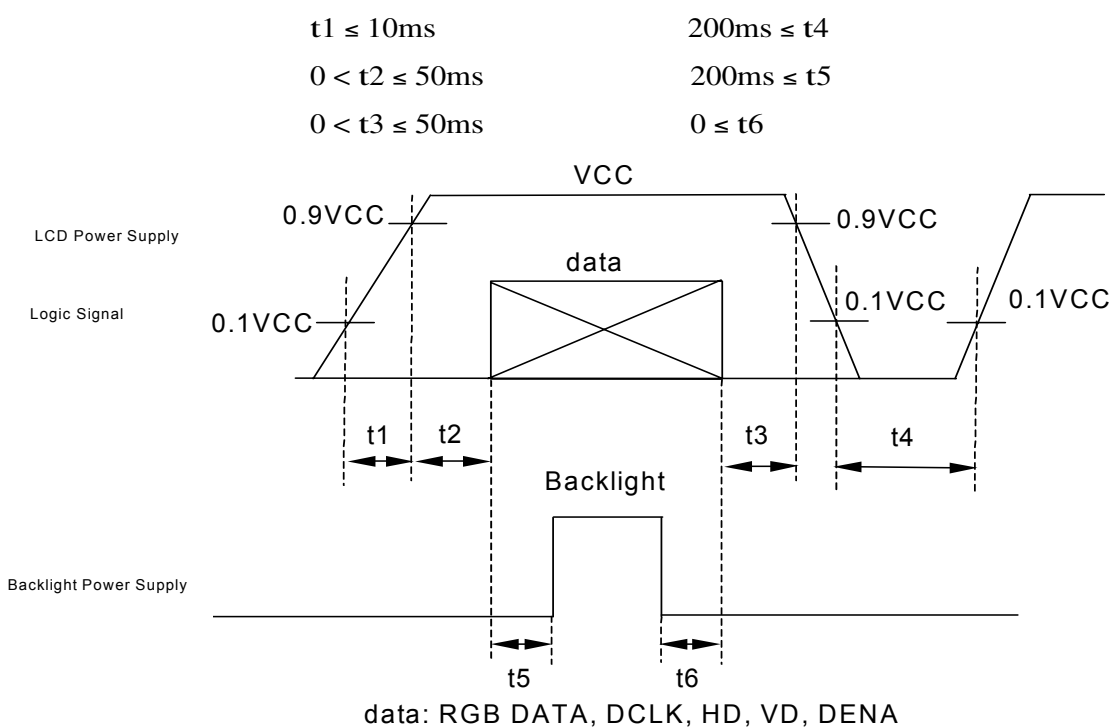 t1 ≤ 10ms 200ms ≤ t4
0 < t2 ≤ 50ms 200ms ≤ t5
0 < t3 ≤ 50ms 0 ≤ t6
VCC
0.9VCC 0.9VCC
LCD Power Supply
data
Logic Signal 0.1VCC 0.1VCC 0.1VCC
t1 t2 t3 t4
Backlight
Backlight Power Supply
t5 t6
data: RGB DATA, DCLK, HD, VD, DENA